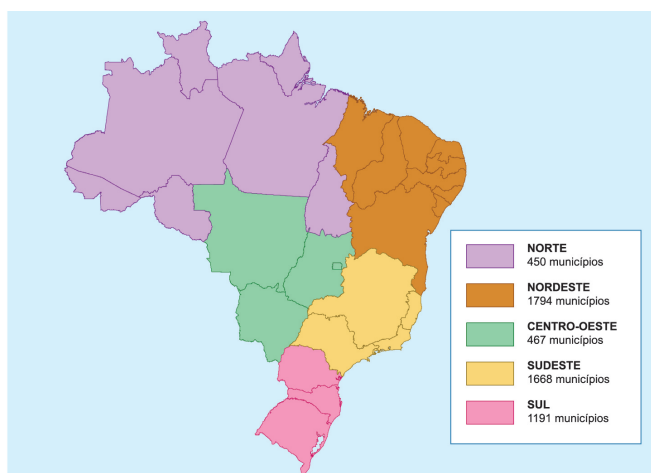 NORTE
450 municípios
NORDESTE
1794 municípios
CENTRO-OESTE
467 municípios
SUDESTE
1668 municípios
SUL
1191 municípios